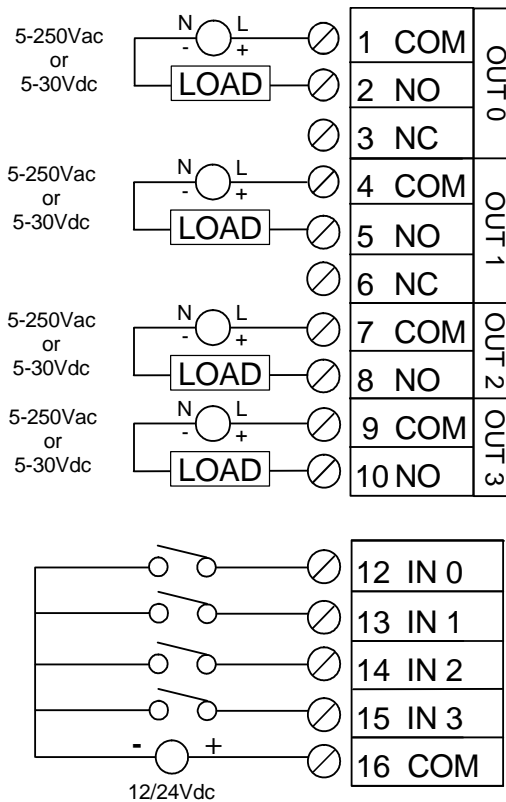 5-250Vac
or
5-30Vdc
N L
- +
LOAD
1 COM
2 NO
3 NC
OUT 0
5-250Vac
or
5-30Vdc
N L
- +
LOAD
4 COM
5 NO
6 NC
OUT 1
5-250Vac
or
5-30Vdc
N L
- +
LOAD
7 COM
8 NO
OUT 2
5-250Vac
or
5-30Vdc
N L
- +
LOAD
9 COM
10 NO
OUT 3
12 IN 0
13 IN 1
14 IN 2
15 IN 3
- +
16 COM
12/24Vdc